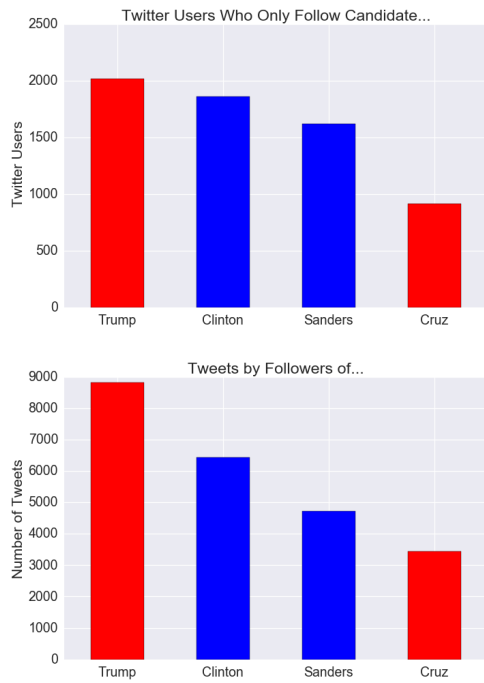 Twitter Users Who Only Follow Candidate...
2500
2000
1500
1000
500
0
Twitter Users
Trump Clinton Sanders Cruz
Tweets by Followers of...
9000
8000
7000
6000
5000
4000
3000
2000
1000
0
Number of Tweets
Trump Clinton Sanders Cruz